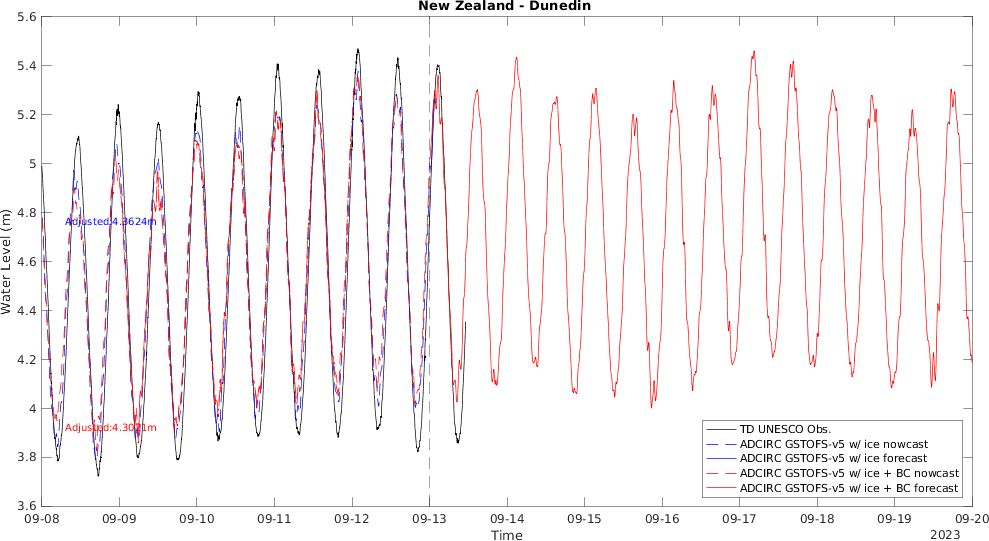 New Zealand - Dunedin
5.6
5.4
5.2
5
4.8
4.6
4.4
4.2
4
3.8
3.6
Water Level (m)
Adjusted:4.3624m
Adjusted:4.3071m
TD UNESCO Obs.
ADCIRC GSTOFS-v5 w/ ice nowcast
ADCIRC GSTOFS-v5 w/ ice forecast
ADCIRC GSTOFS-v5 w/ ice + BC nowcast
ADCIRC GSTOFS-v5 w/ ice + BC forecast
09-08 09-09 09-10 09-11 09-12 09-13 09-14 09-15 09-16 09-17 09-18 09-19 09-20
Time
2023